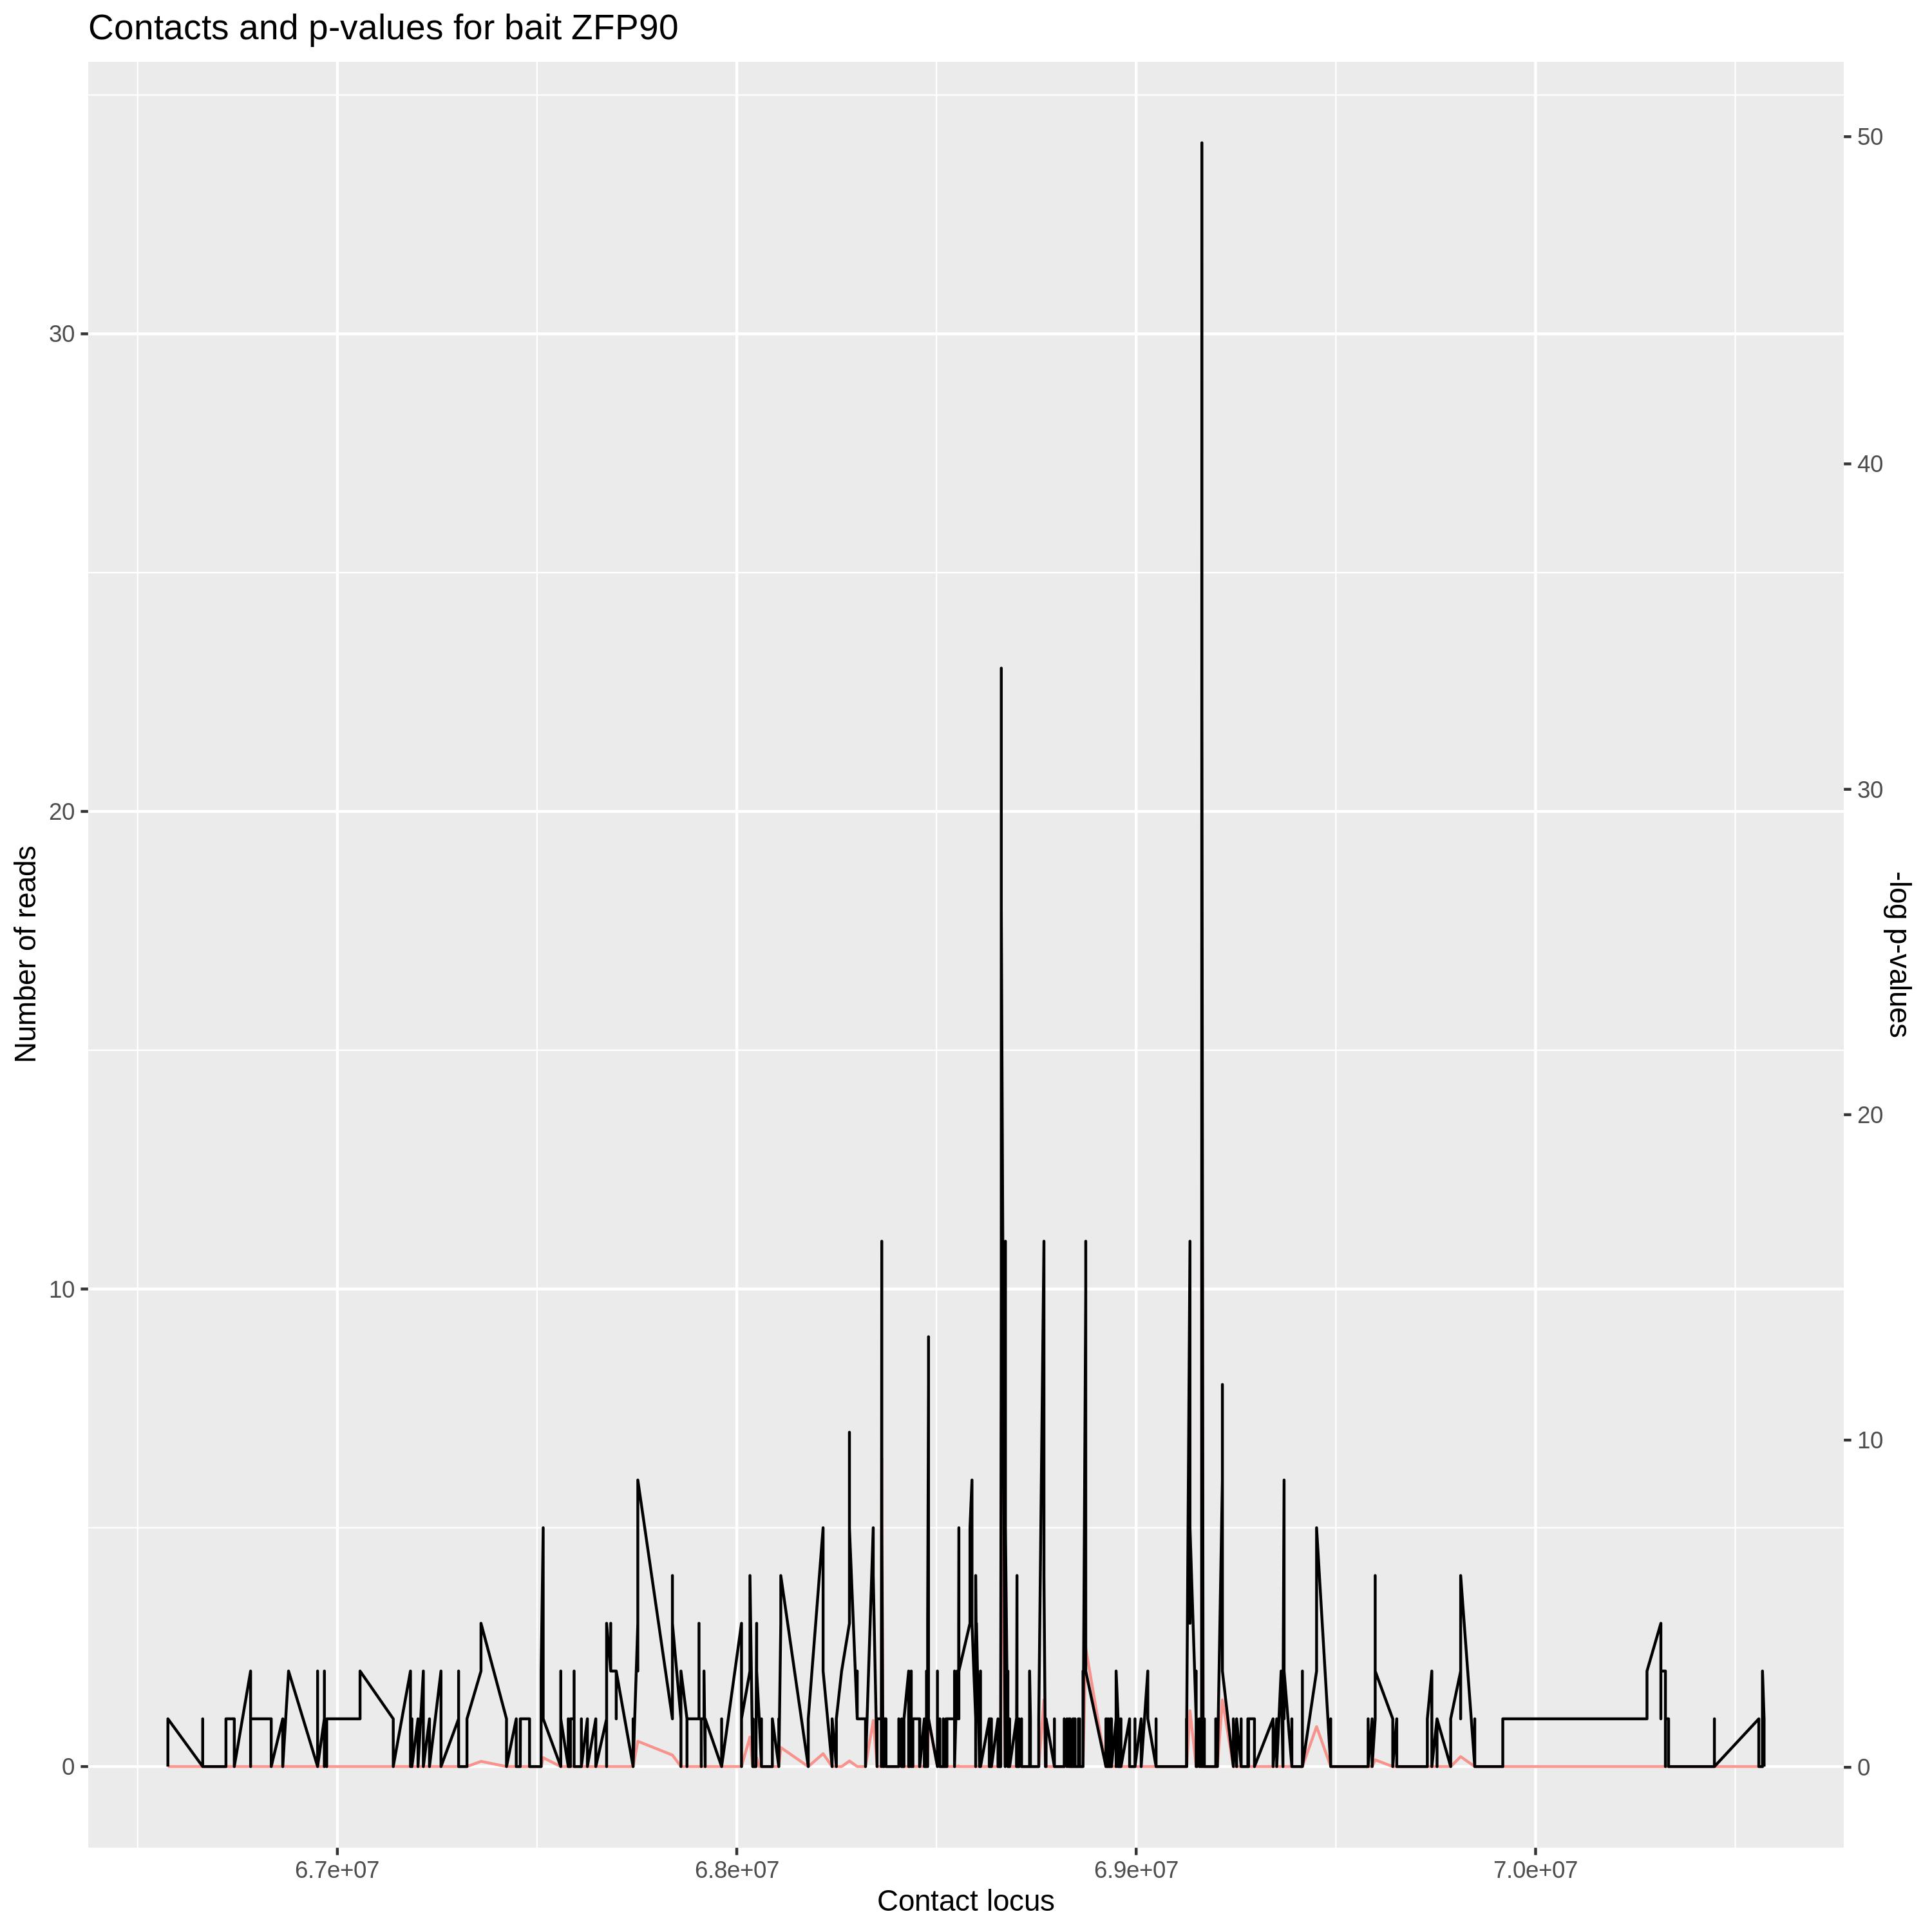 Contacts and p-values for bait ZFP90
Number of reads
30
20
10
0
50
40
30
20
10
0
-log p-values
6.7e+07 6.8e+07 6.9e+07 7.0e+07
Contact locus